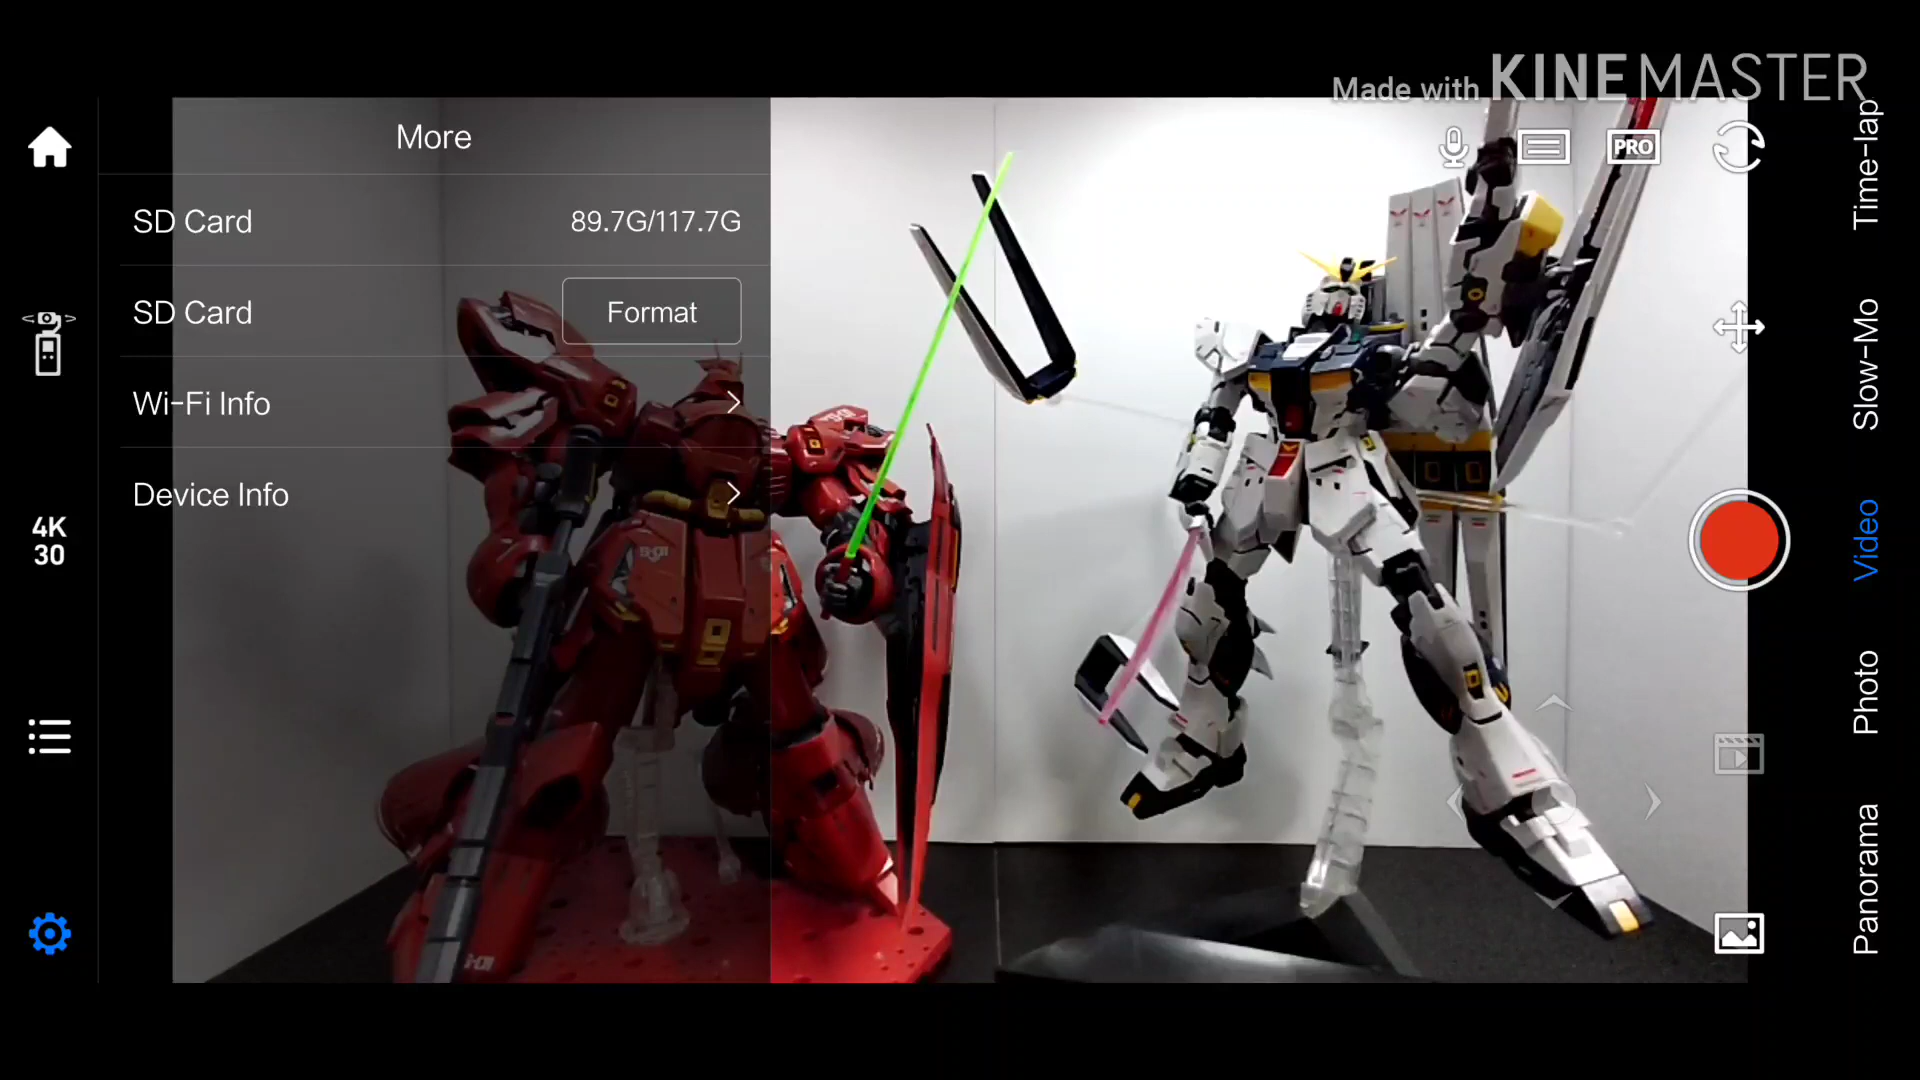 Made with KINEMASTER
More
SD Card 89.7G/117.7G
SD Card Format
Wi-Fi Info
Device Info
4K
30
PRO
Time-lap
Slow-Mo
Video
Photo
Panorama